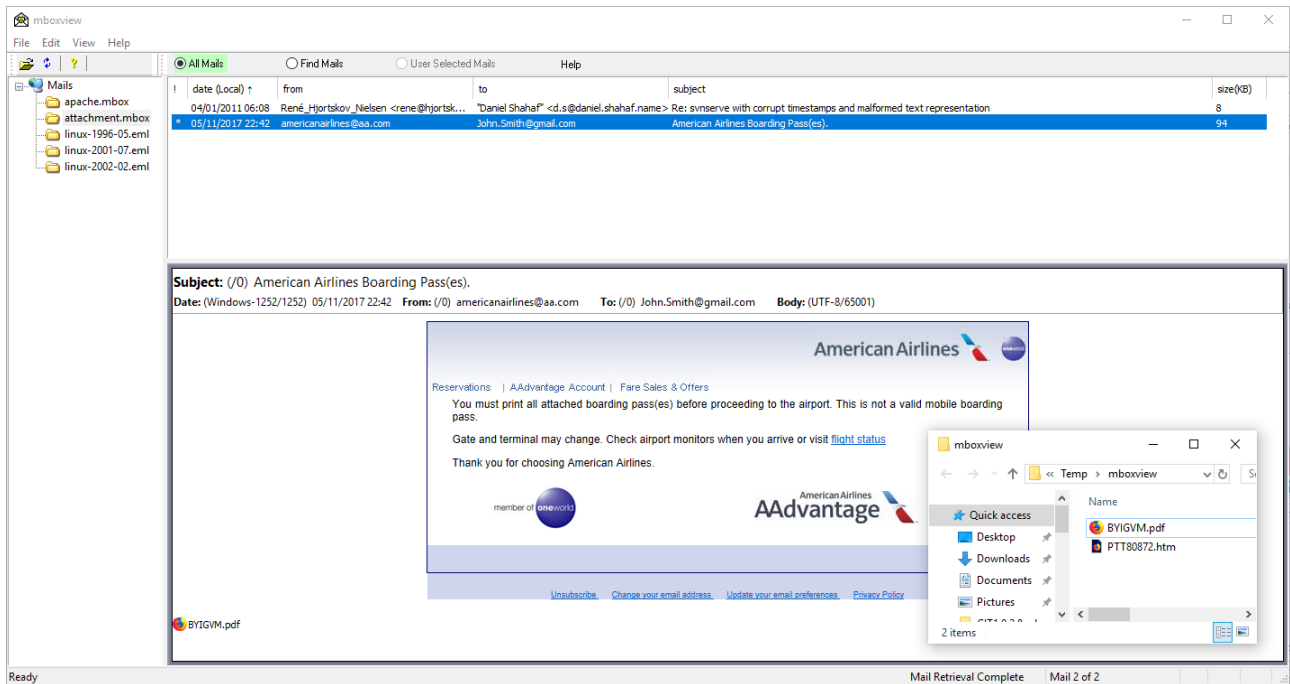 mboxview
File Edit View Help
All Mails Find Mails User Selected Mails Help
Mails
apache.mbox
attachment.mbox
linux-1996-05.eml
linux-2001-07.eml
linux-2002-02.eml
! date (Local) ↑ from to subject size(KB)
04/01/2011 06:08 René_Hjortskov_Nielsen <rene@hjortsk... "Daniel Shahaf" <d.s@daniel.shahaf.name> Re: svnserve with corrupt timestamps and malformed text representation 8
* 05/11/2017 22:42 americanairlines@aa.com John.Smith@gmail.com American Airlines Boarding Pass(es). 94
Subject: (/0) American Airlines Boarding Pass(es).
Date: (Windows-1252/1252) 05/11/2017 22:42 From: (/0) americanairlines@aa.com To: (/0) John.Smith@gmail.com Body: (UTF-8/65001)
American Airlines oneworld
Reservations | AAdvantage Account | Fare Sales & Offers
You must print all attached boarding pass(es) before proceeding to the airport. This is not a valid mobile boarding
pass.
Gate and terminal may change. Check airport monitors when you arrive or visit flight status
Thank you for choosing American Airlines.
member of oneworld
American Airlines
AAdvantage
Unsubscribe Change your email address Update your email preferences Privacy Policy
BYIGVM.pdf
mboxview
« Temp › mboxview
Name
Quick access
Desktop
Downloads
Documents
Pictures
BYIGVM.pdf
PTT80872.htm
2 items
Ready Mail Retrieval Complete Mail 2 of 2